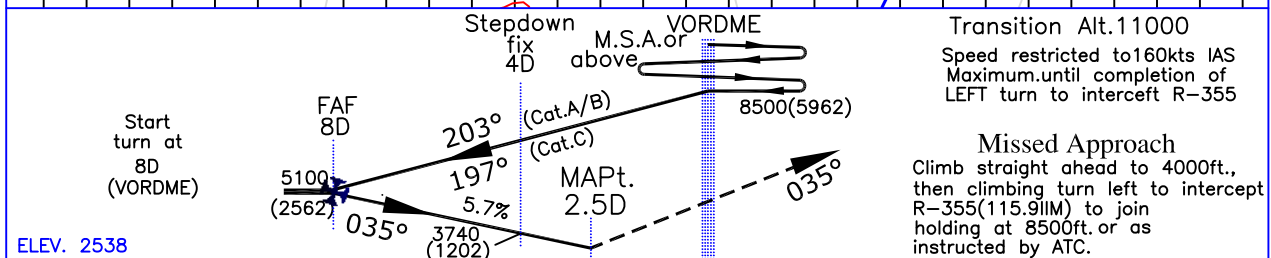 Stepdown
fix
4D
VORDME
M.S.A.or
above
Transition Alt.11000
Speed restricted to160kts IAS
Maximum.until completion of
LEFT turn to interceft R-355
FAF
8D
203°
(Cat.A/B)
8500(5962)
Start
turn at
8D
(VORDME)
197°
(Cat.C)
MAPt.
2.5D
Missed Approach
Climb straight ahead to 4000ft.,
then climbing turn left to intercept
R-355(115.9IIM) to join
holding at 8500ft. or as
instructed by ATC.
5100
(2562)
035°
5.7%
3740
(1202)
035°
ELEV. 2538